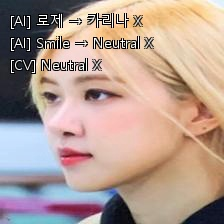 [AI] 로제 → 카리나 X
[AI] Smile → Neutral X
[CV] Neutral X